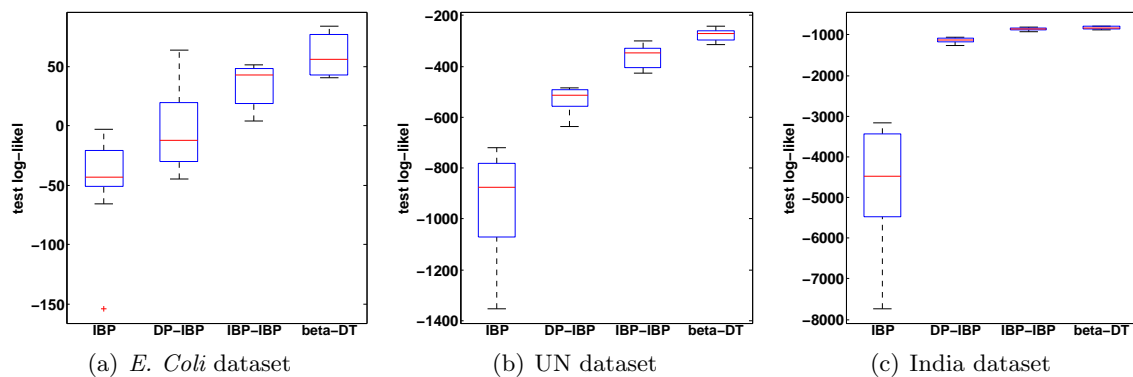 test log−likel
50
0
−50
−100
−150
IBP DP−IBP IBP−IBP beta−DT
(a) E. Coli dataset
test log−likel
−200
−400
−600
−800
−1000
−1200
−1400
IBP DP−IBP IBP−IBP beta−DT
(b) UN dataset
test log−likel
−1000
−2000
−3000
−4000
−5000
−6000
−7000
−8000
IBP DP−IBP IBP−IBP beta−DT
(c) India dataset